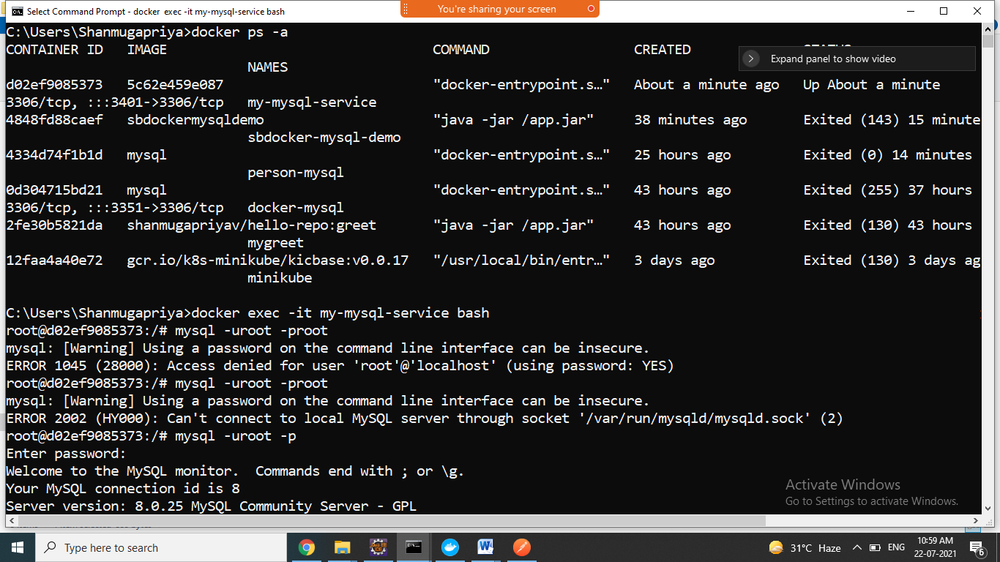 Select Command Prompt - docker exec -it my-mysql-service bash
You're sharing your screen
C:\Users\Shanmugapriya>docker ps -a
CONTAINER ID IMAGE COMMAND CREATED
Expand panel to show video
NAMES
d02ef9085373 5c62e459e087 "docker-entrypoint.s…" About a minute ago Up About a minute
3306/tcp, :::3401->3306/tcp my-mysql-service
4848fd88caef sbdockermysqldemo "java -jar /app.jar" 38 minutes ago Exited (143) 15 minute
sbdocker-mysql-demo
4334d74f1b1d mysql "docker-entrypoint.s…" 25 hours ago Exited (0) 14 minutes
person-mysql
0d304715bd21 mysql "docker-entrypoint.s…" 43 hours ago Exited (255) 37 hours
3306/tcp, :::3351->3306/tcp docker-mysql
2fe30b5821da shanmugapriyav/hello-repo:greet "java -jar /app.jar" 43 hours ago Exited (130) 43 hours
mygreet
12faa4a40e72 gcr.io/k8s-minikube/kicbase:v0.0.17 "/usr/local/bin/entr…" 3 days ago Exited (130) 3 days ag
minikube
C:\Users\Shanmugapriya>docker exec -it my-mysql-service bash
root@d02ef9085373:/# mysql -uroot -proot
mysql: [Warning] Using a password on the command line interface can be insecure.
ERROR 1045 (28000): Access denied for user 'root'@'localhost' (using password: YES)
root@d02ef9085373:/# mysql -uroot -proot
mysql: [Warning] Using a password on the command line interface can be insecure.
ERROR 2002 (HY000): Can't connect to local MySQL server through socket '/var/run/mysqld/mysqld.sock' (2)
root@d02ef9085373:/# mysql -uroot -p
Enter password:
Welcome to the MySQL monitor. Commands end with ; or \g.
Your MySQL connection id is 8
Server version: 8.0.25 MySQL Community Server - GPL
Activate Windows
Go to Settings to activate Windows.
Type here to search
31°C Haze
ENG
10:59 AM
22-07-2021
6